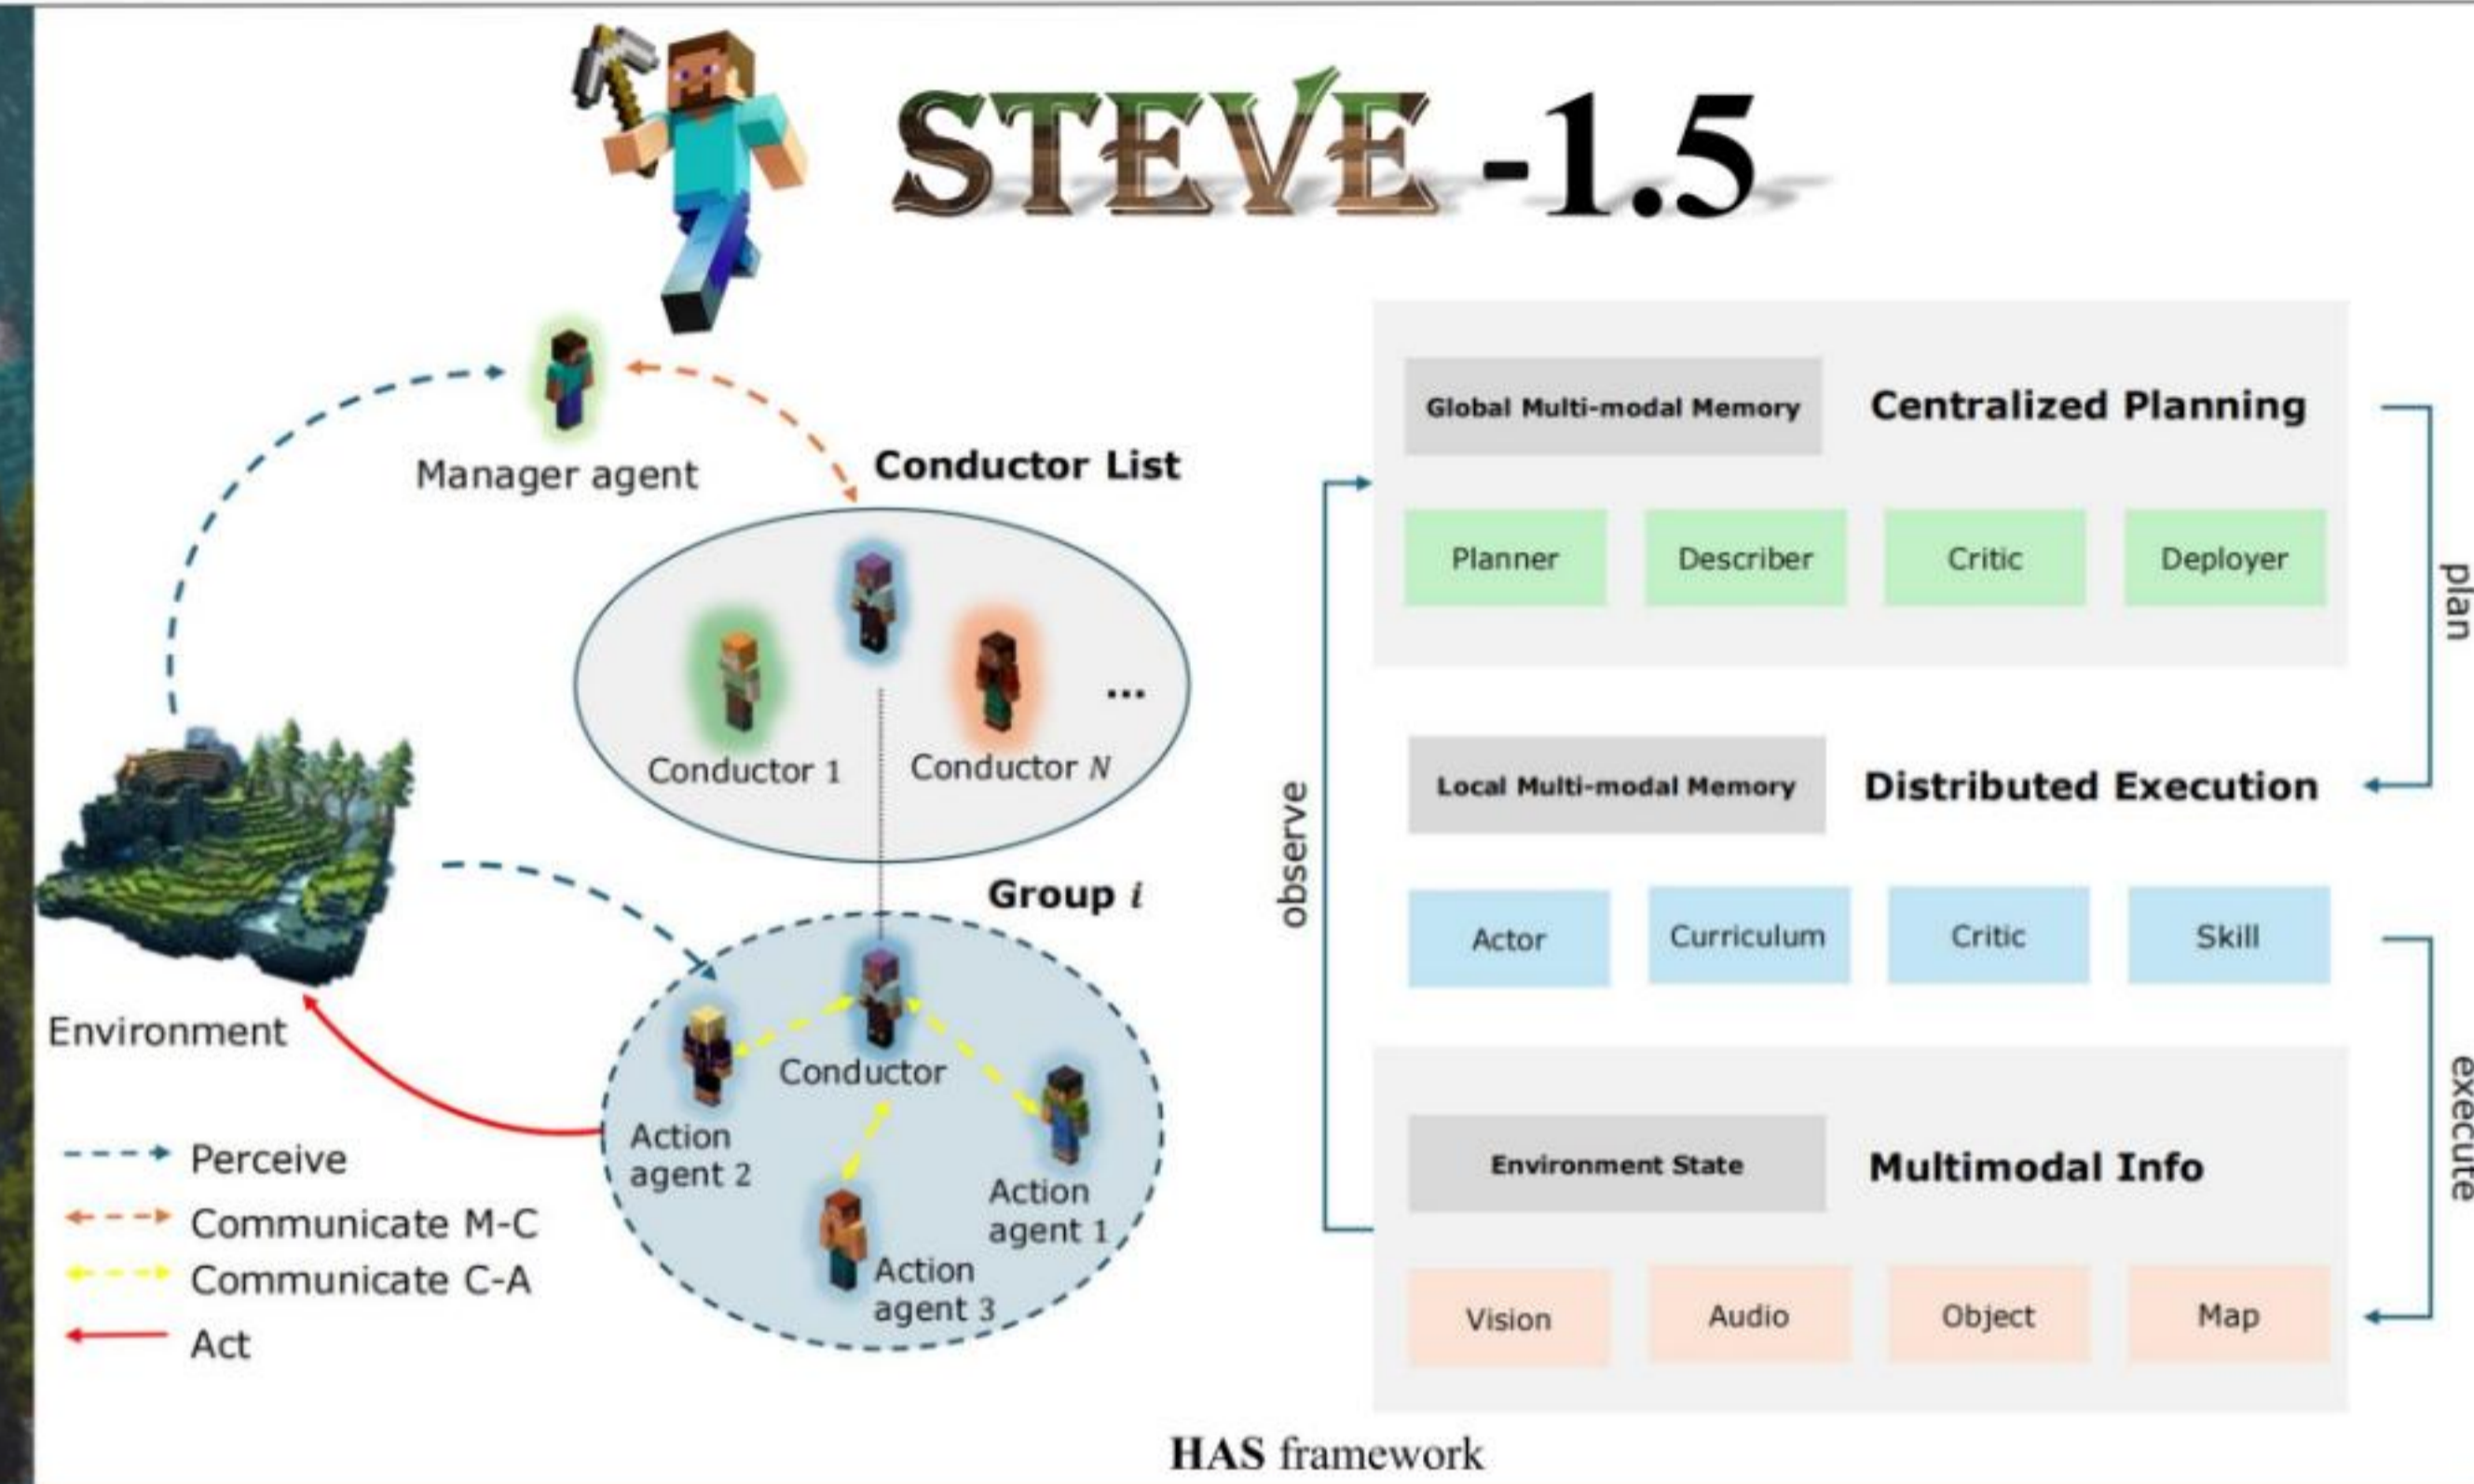 STEVE -1.5
Manager agent
Conductor List
Conductor 1
Conductor N
...
Group i
Conductor
Action
agent 2
Action
agent 1
Action
agent 3
Environment
Perceive
Communicate M-C
Communicate C-A
Act
observe
Global Multi-modal Memory
Centralized Planning
Planner
Describer
Critic
Deployer
plan
Local Multi-modal Memory
Distributed Execution
Actor
Curriculum
Critic
Skill
execute
Environment State
Multimodal Info
Vision
Audio
Object
Map
HAS framework